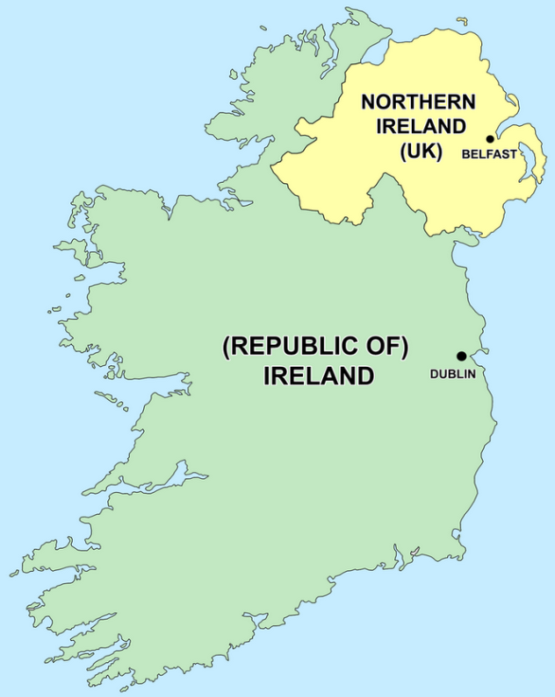 NORTHERN
IRELAND
(UK)
BELFAST
(REPUBLIC OF)
IRELAND
DUBLIN